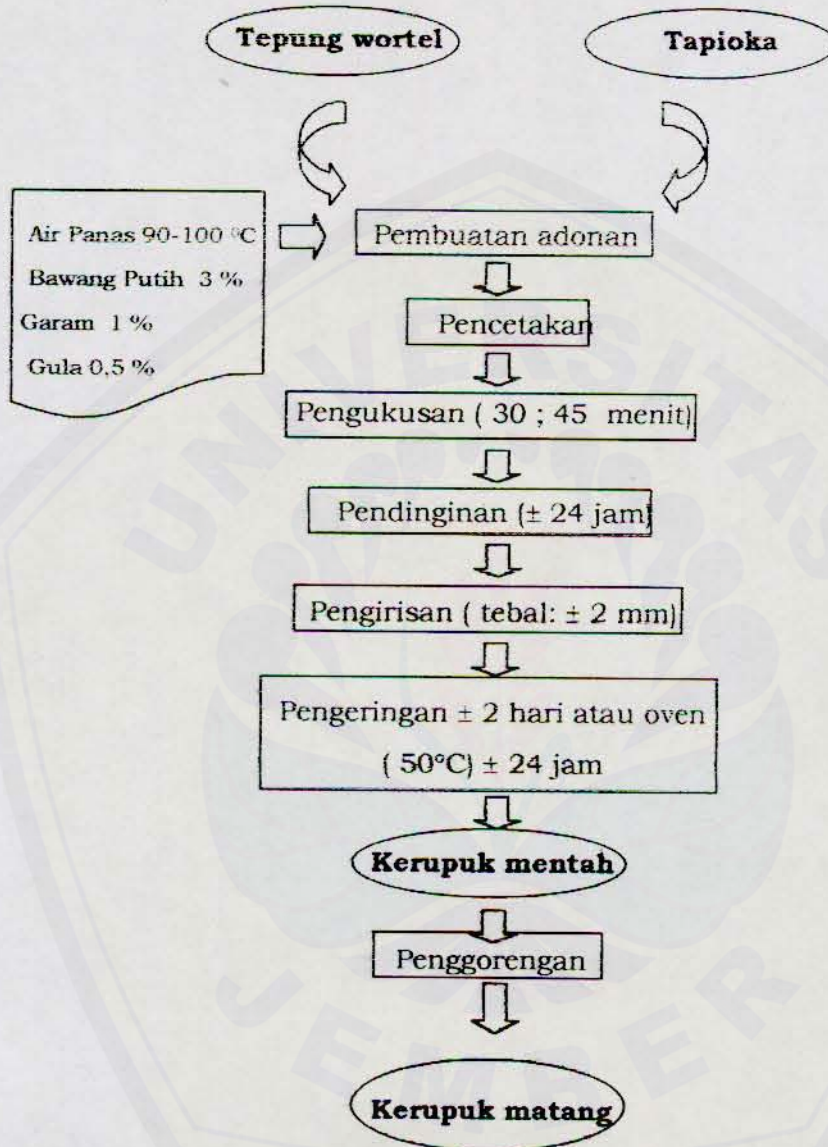 Tepung wortel
Tapioka
Air Panas 90-100 °C
Bawang Putih 3 %
Garam 1 %
Gula 0,5 %
Pembuatan adonan
Pencetakan
Pengukusan ( 30 ; 45 menit)
Pendinginan (± 24 jam)
Pengirisan ( tebal: ± 2 mm)
Pengeringan ± 2 hari atau oven
( 50°C) ± 24 jam
Kerupuk mentah
Penggorengan
Kerupuk matang
UNIVERSITAS
JEMBER